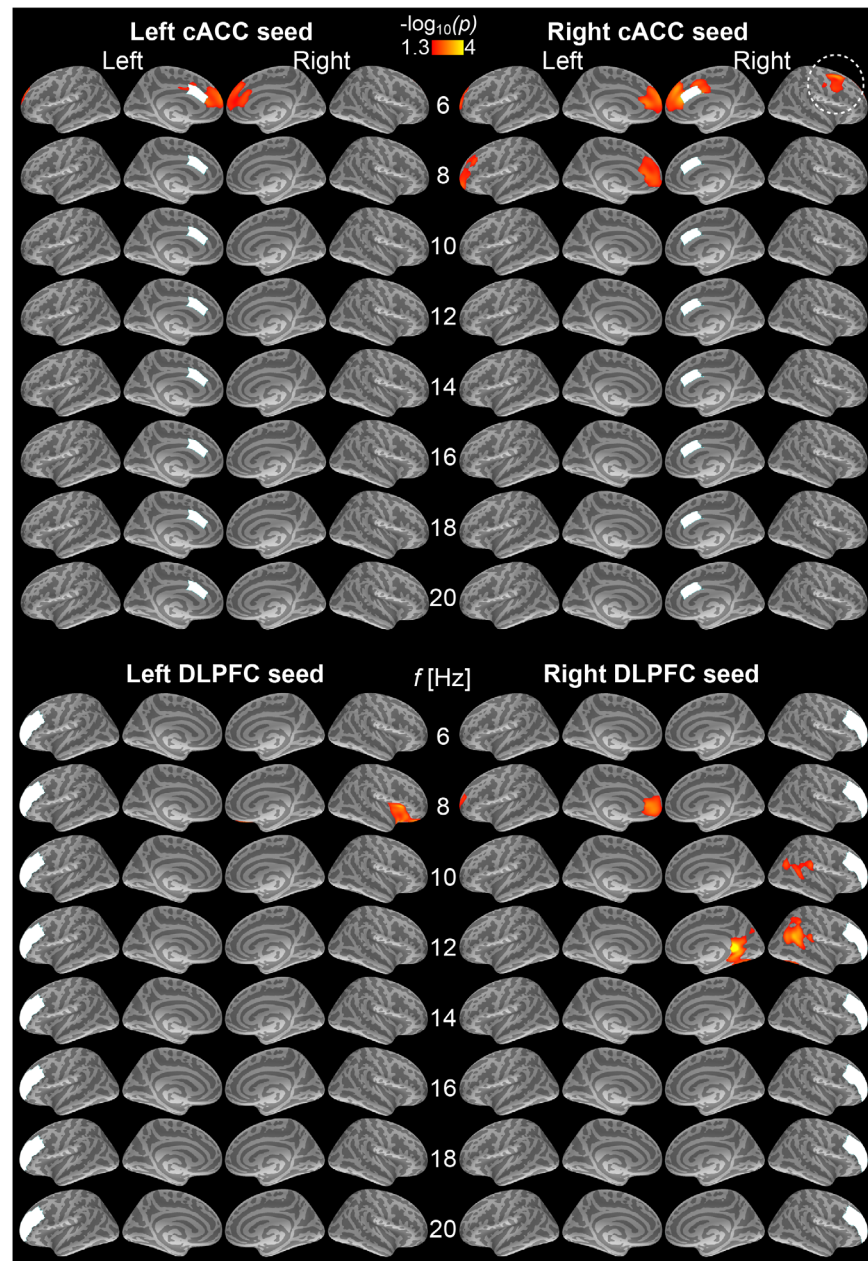 Left cACC seed
-log₁₀(p)
Right cACC seed
1.3 4
Left Right Left Right
6
8
10
12
14
16
18
20
Left DLPFC seed
f [Hz]
Right DLPFC seed
6
8
10
12
14
16
18
20